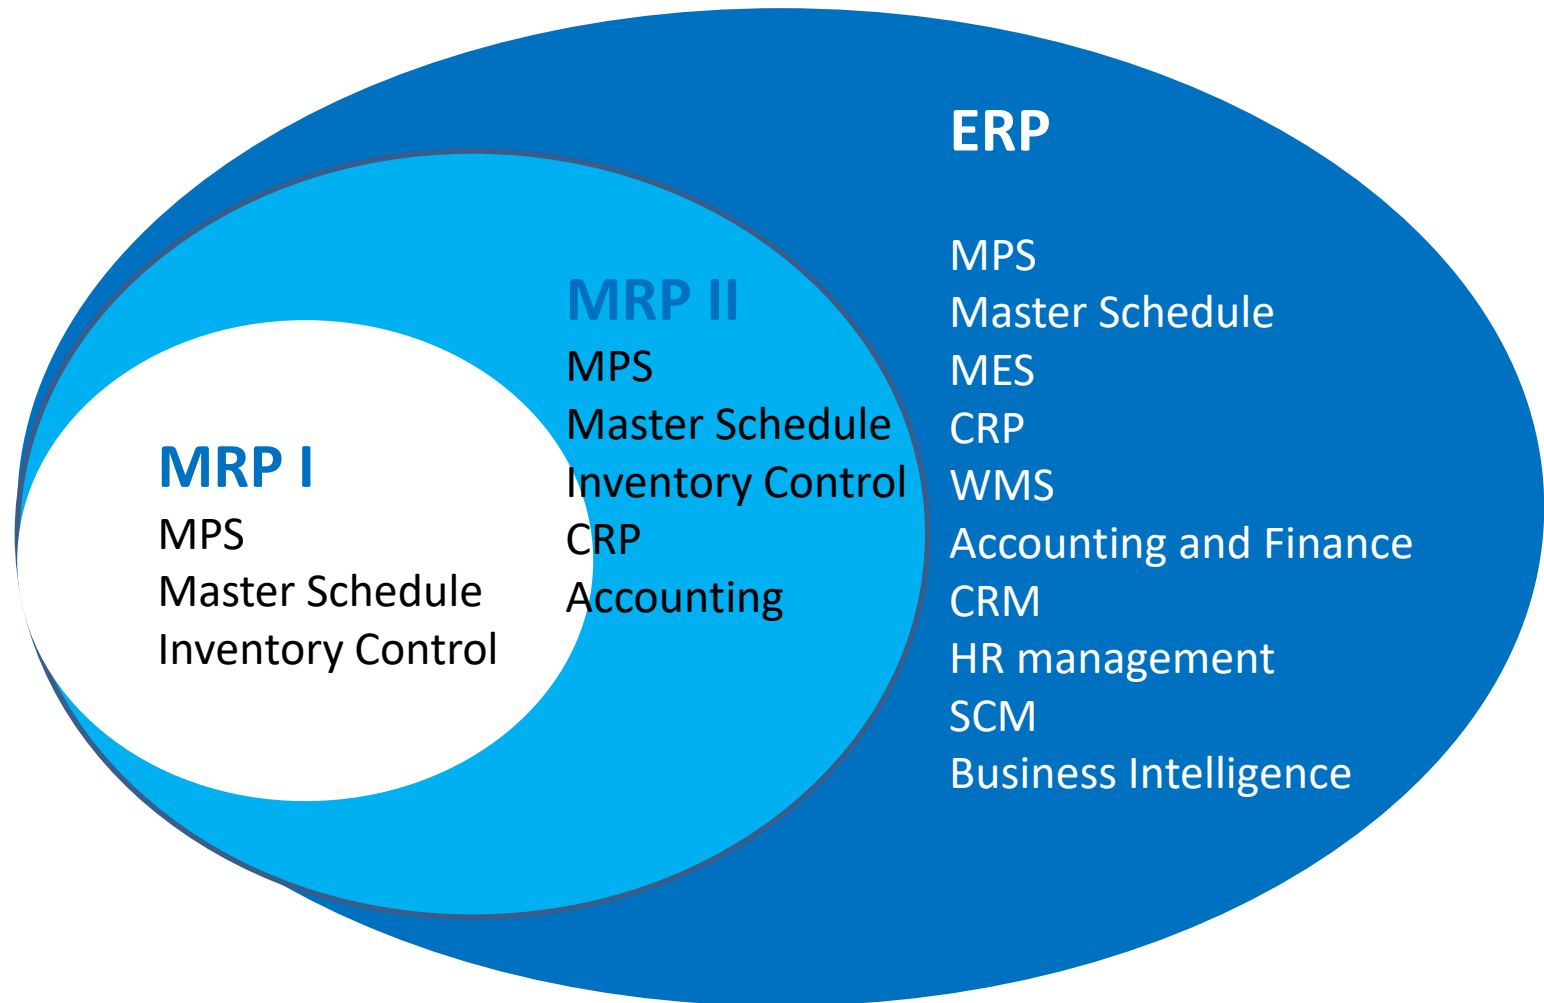 MRP I
MPS
Master Schedule
Inventory Control
MRP II
MPS
Master Schedule
Inventory Control
CRP
Accounting
ERP
MPS
Master Schedule
MES
CRP
WMS
Accounting and Finance
CRM
HR management
SCM
Business Intelligence